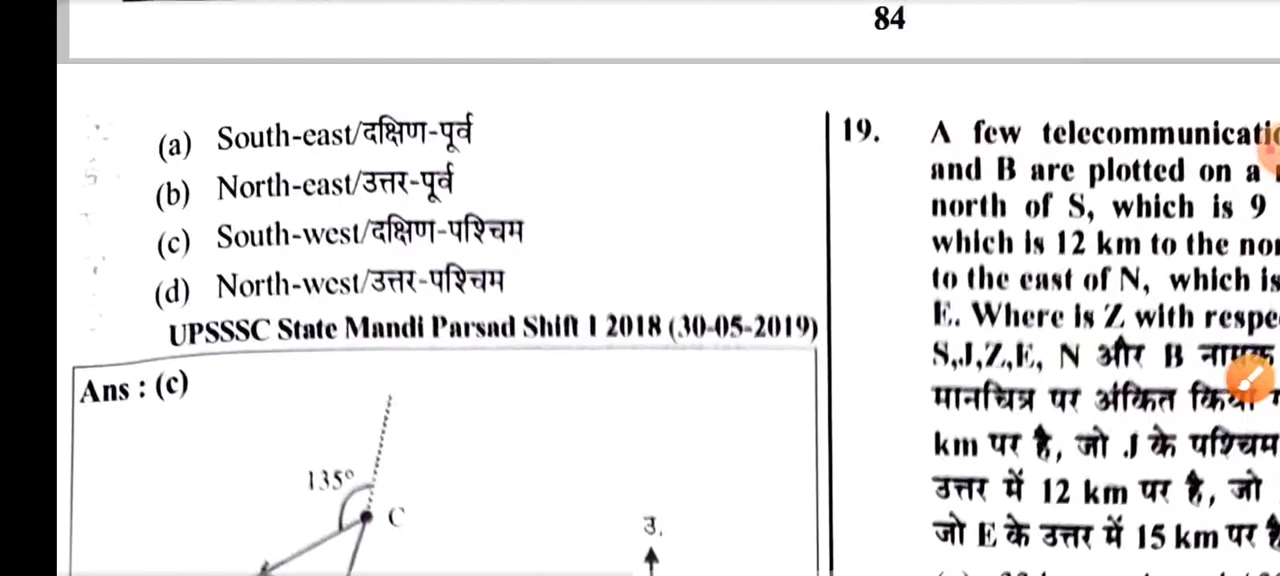 84
(a) South-east/दक्षिण-पूर्व
(b) North-east/उत्तर-पूर्व
(c) South-west/दक्षिण-पश्चिम
(d) North-west/उत्तर-पश्चिम
UPSSSC State Mandi Parsad Shift I 2018 (30-05-2019)
Ans : (c)
135º
C
उ.
19. A few telecommunicatic
and B are plotted on a
north of S, which is 9
which is 12 km to the nor
to the east of N, which is
E. Where is Z with respe
S,J,Z,E, N और B नामक
मानचित्र पर अंकित किया
km पर है, जो J के पश्चिम
उत्तर में 12 km पर है, जो
जो E के उत्तर में 15 km पर है